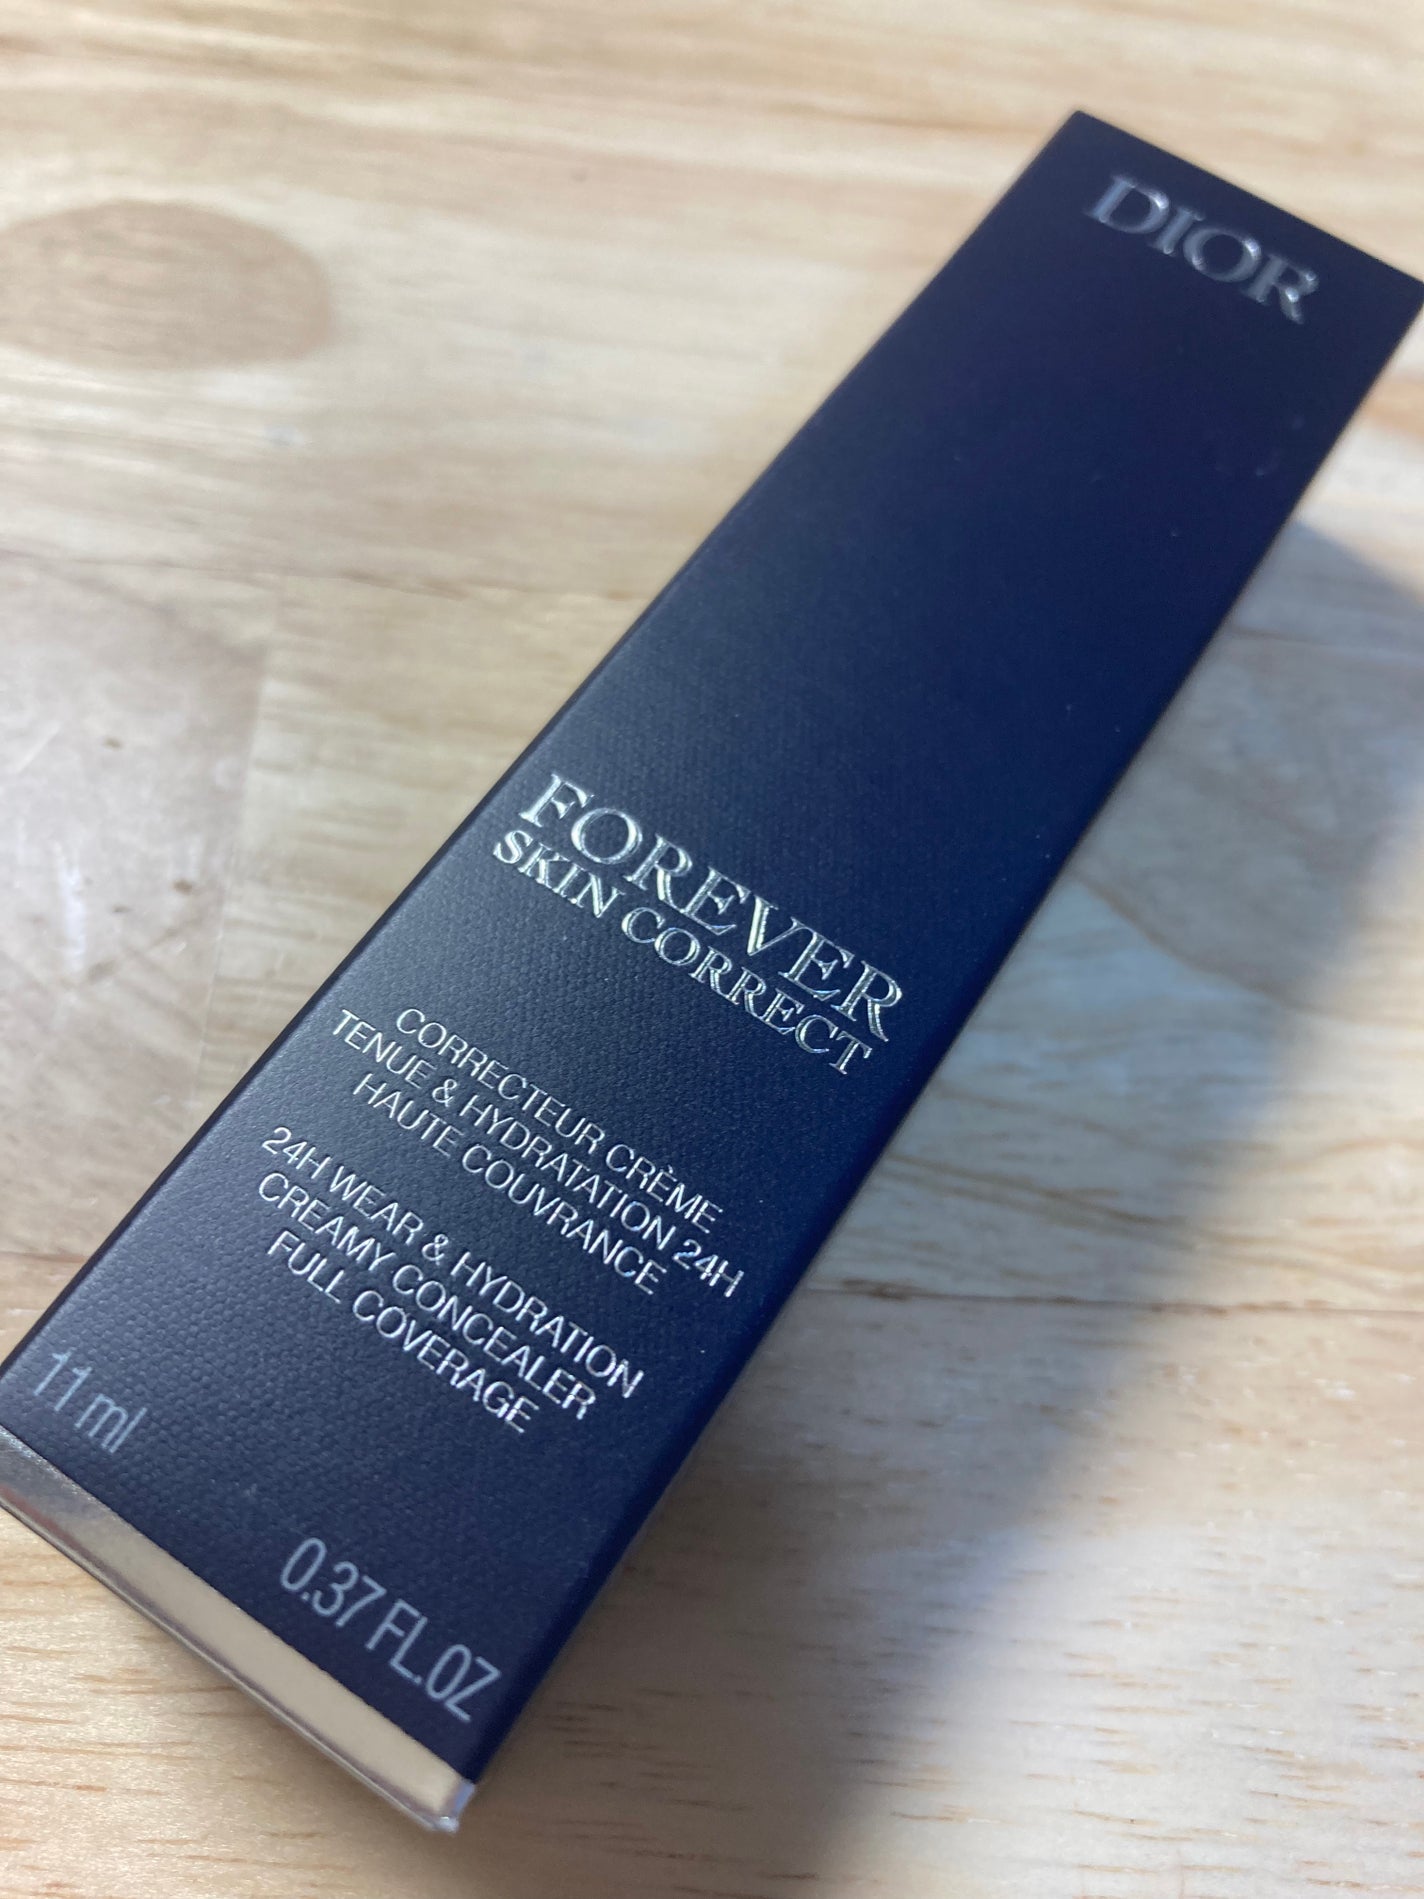 DIOR
FOREVER
SKIN CORRECT
CORRECTEUR CRÈME
TENUE & HYDRATATION 24H
HAUTE COUVRANCE
24H WEAR & HYDRATION
CREAMY CONCEALER
FULL COVERAGE
11 ml
0.37 FL.OZ